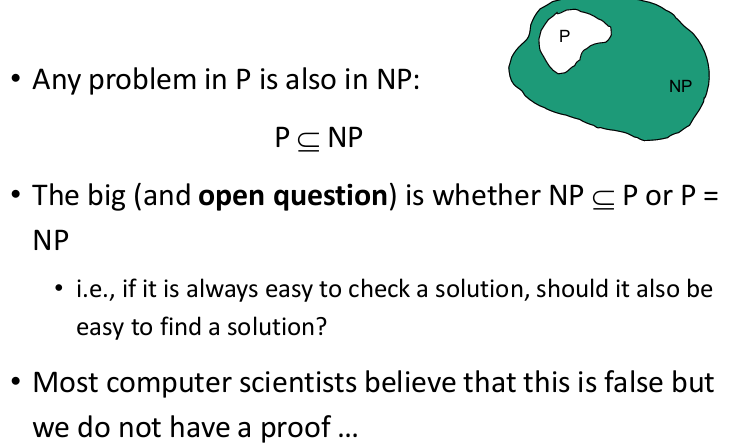 P
NP
• Any problem in P is also in NP:
P ⊆ NP
• The big (and open question) is whether NP ⊆ P or P =
NP
• i.e., if it is always easy to check a solution, should it also be
easy to find a solution?
• Most computer scientists believe that this is false but
we do not have a proof ...